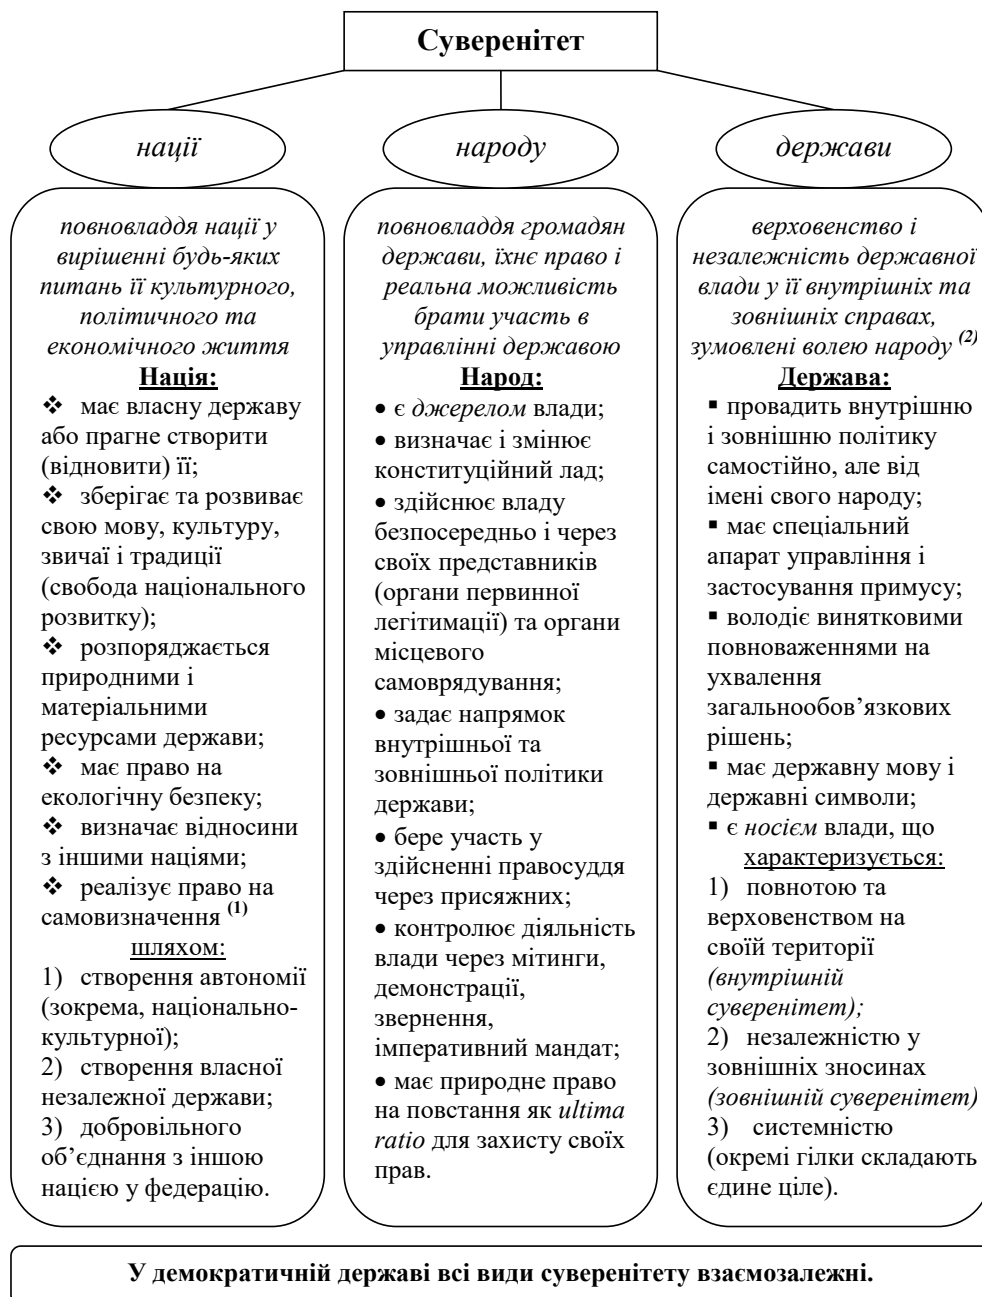 Суверенітет
нації
народу
держави
повновладдя нації у
вирішенні будь-яких
питань її культурного,
політичного та
економічного життя
Нація:
❖ має власну державу
або прагне створити
(відновити) її;
❖ зберігає та розвиває
свою мову, культуру,
звичаї і традиції
(свобода національного
розвитку);
❖ розпоряджається
природними і
матеріальними
ресурсами держави;
❖ має право на
екологічну безпеку;
❖ визначає відносини
з іншими націями;
❖ реалізує право на
самовизначення (1)
шляхом:
1) створення автономії
(зокрема, національно-
культурної);
2) створення власної
незалежної держави;
3) добровільного
об’єднання з іншою
нацією у федерацію.
повновладдя громадян
держави, їхнє право і
реальна можливість
брати участь в
управлінні державою
Народ:
• є джерелом влади;
• визначає і змінює
конституційний лад;
• здійснює владу
безпосередньо і через
своїх представників
(органи первинної
легітимації) та органи
місцевого
самоврядування;
• задає напрямок
внутрішньої та
зовнішньої політики
держави;
• бере участь у
здійсненні правосуддя
через присяжних;
• контролює діяльність
влади через мітинги,
демонстрації,
звернення,
імперативний мандат;
• має природне право
на повстання як ultima
ratio для захисту своїх
прав.
верховенство і
незалежність державної
влади у її внутрішніх та
зовнішніх справах,
зумовлені волею народу (2)
Держава:
▪ провадить внутрішню
і зовнішню політику
самостійно, але від
імені свого народу;
▪ має спеціальний
апарат управління і
застосування примусу;
▪ володіє винятковими
повноваженнями на
ухвалення
загальнообов’язкових
рішень;
▪ має державну мову і
державні символи;
▪ є носієм влади, що
характеризується:
1) повнотою та
верховенством на
своїй території
(внутрішній
суверенітет);
2) незалежністю у
зовнішніх зносинах
(зовнішній суверенітет)
3) системністю
(окремі гілки складають
єдине ціле).
У демократичній державі всі види суверенітету взаємозалежні.